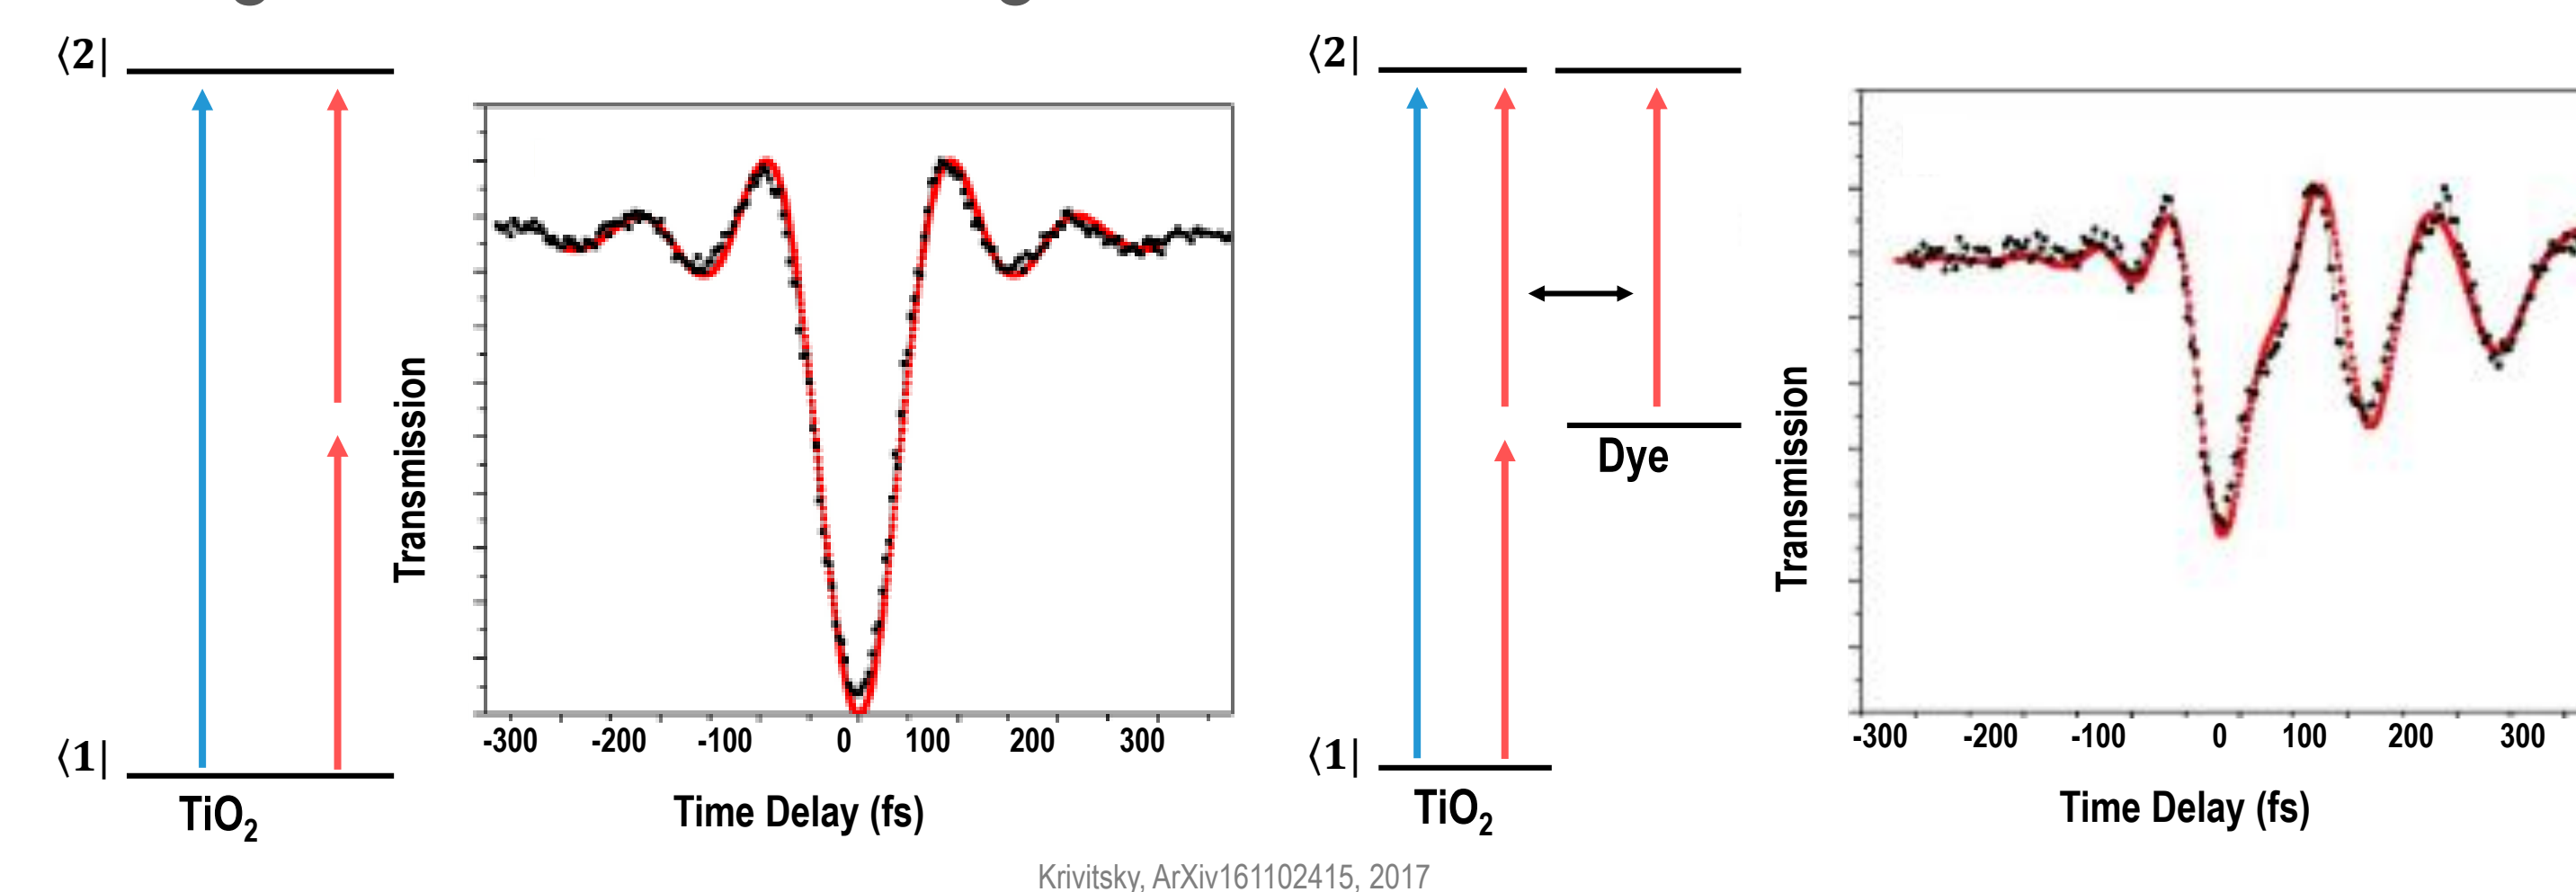 ⟨2|
⟨1|
TiO2
Transmission
-300 -200 -100 0 100 200 300
Time Delay (fs)
⟨2|
Dye
⟨1|
TiO2
Transmission
-300 -200 -100 0 100 200 300
Time Delay (fs)
Krivitsky, ArXiv161102415, 2017